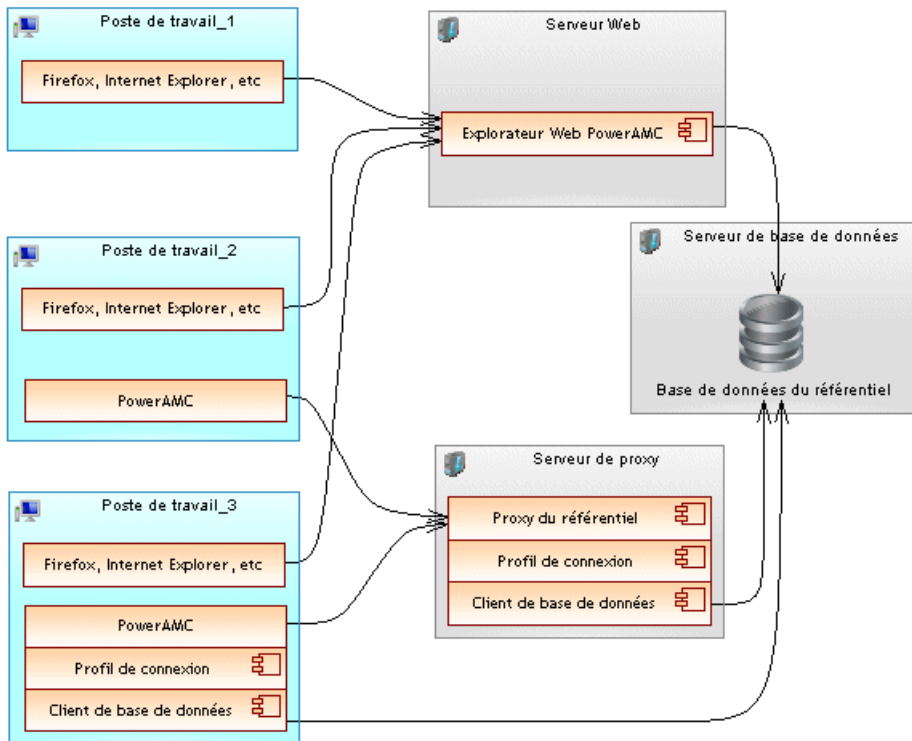 Poste de travail_1
Firefox, Internet Explorer, etc
Serveur Web
Explorateur Web PowerAMC
Poste de travail_2
Firefox, Internet Explorer, etc
PowerAMC
Serveur de base de données
Base de données du référentiel
Poste de travail_3
Firefox, Internet Explorer, etc
PowerAMC
Profil de connexion
Client de base de données
Serveur de proxy
Proxy du référentiel
Profil de connexion
Client de base de données